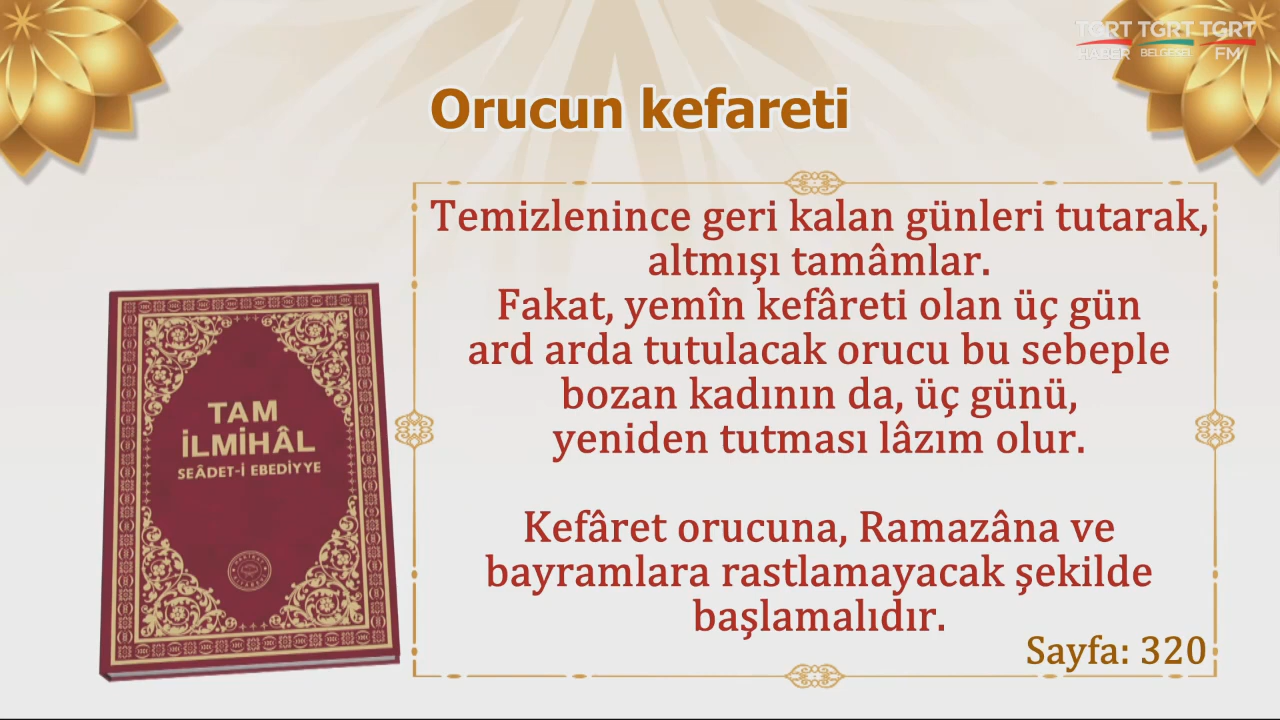 TGRT TGRT TGRT
HABER BELGESEL FM
Orucun kefareti
Temizlenince geri kalan günleri tutarak,
altmışı tamâmlar.
Fakat, yemîn kefâreti olan üç gün
ard arda tutulacak orucu bu sebeple
bozan kadının da, üç günü,
yeniden tutması lâzım olur.
Kefâret orucuna, Ramazâna ve
bayramlara rastlamayacak şekilde
başlamalıdır.
Sayfa: 320
TAM
İLMİHÂL
SEÂDET-İ EBEDİYYE